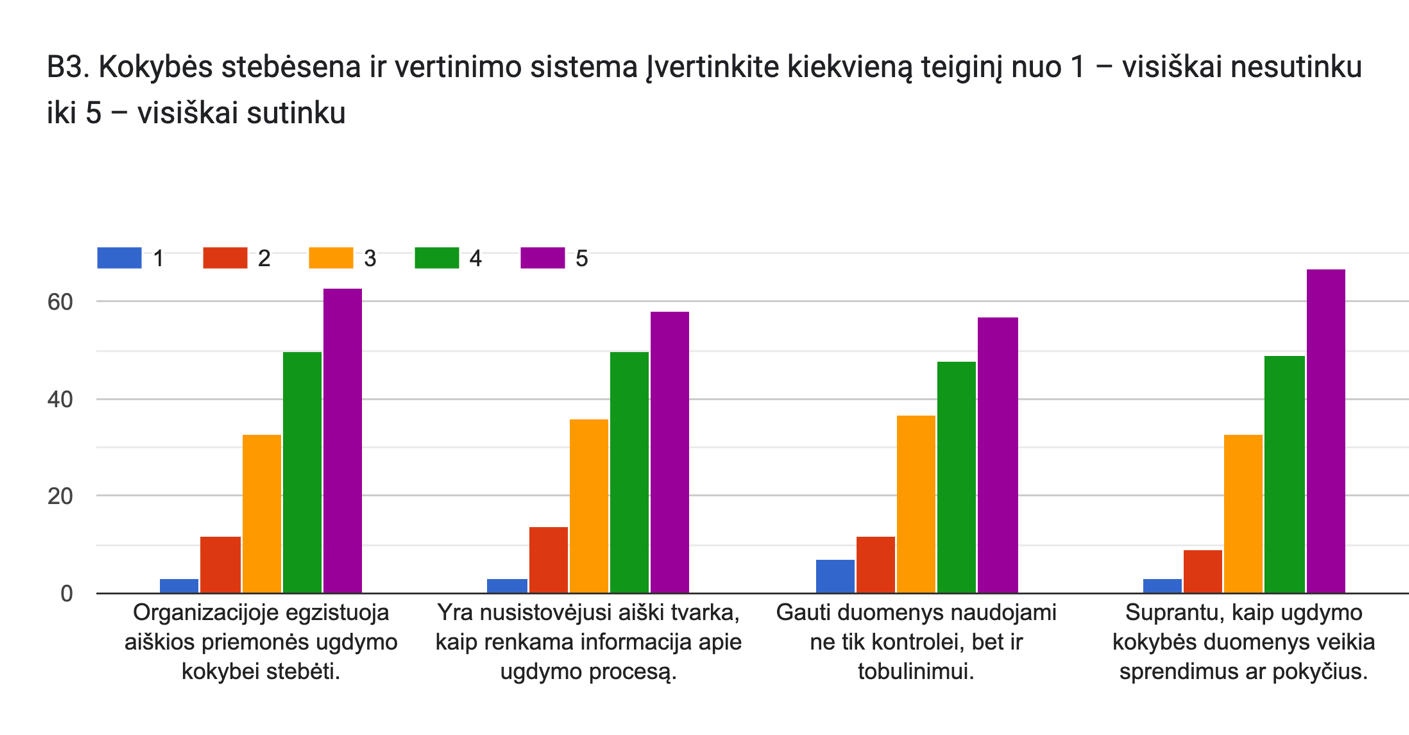 B3. Kokybės stebėsena ir vertinimo sistema Įvertinkite kiekvieną teiginį nuo 1 – visiškai nesutinku
iki 5 – visiškai sutinku
1 2 3 4 5
60
40
20
0
Organizacijoje egzistuoja
aiškios priemonės ugdymo
kokybei stebėti.
Yra nusistovėjusi aiški tvarka,
kaip renkama informacija apie
ugdymo procesą.
Gauti duomenys naudojami
ne tik kontrolei, bet ir
tobulinimui.
Suprantu, kaip ugdymo
kokybės duomenys veikia
sprendimus ar pokyčius.